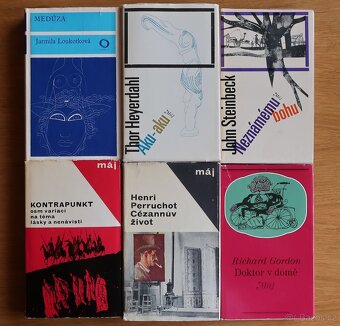 MEDÚZA
Jarmila Loukotková
Thor Heyerdahl
Aku-aku
John Steinbeck
Neznámému bohu
máj
KONTRAPUNKT
osm variací
na téma
lásky a nenávisti
máj
Henri
Perruchot
Cézannův
život
Richard Gordon
Doktor v domě
Máj